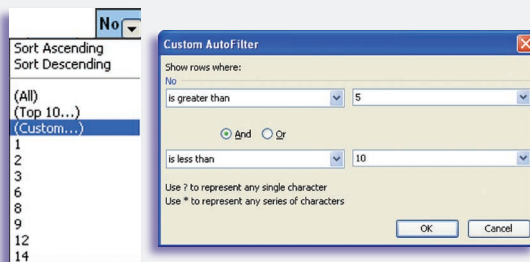 No
Sort Ascending
Sort Descending
(All)
(Top 10...)
(Custom...)
1
2
3
6
8
9
12
14
Custom AutoFilter
Show rows where:
No
is greater than 5
And Or
is less than 10
Use ? to represent any single character
Use * to represent any series of characters
OK Cancel